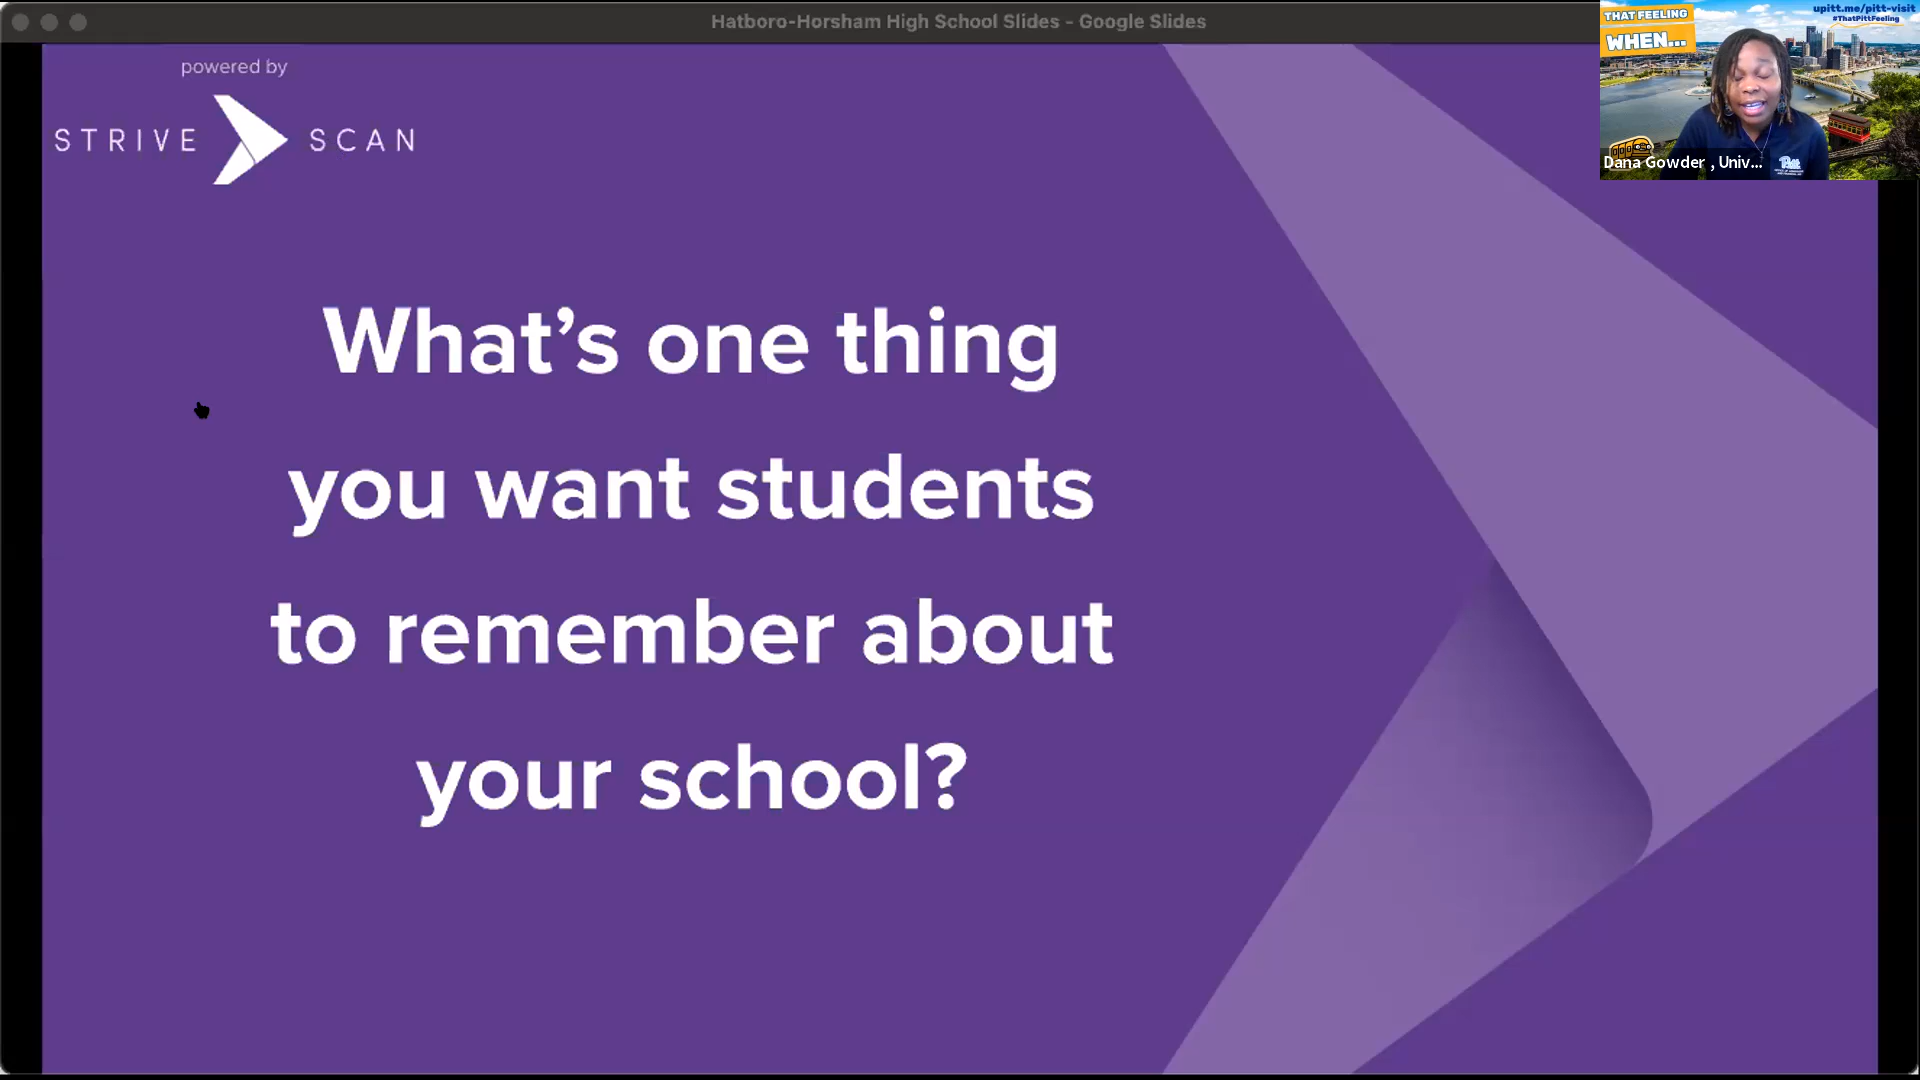 Hatboro-Horsham High School Slides - Google Slides
powered by
STRIVE SCAN
What's one thing
you want students
to remember about
your school?
THAT FEELING
WHEN...
upitt.me/pitt-visit
#ThatPittFeeling
Pitt
Dana Gowder , Univ...